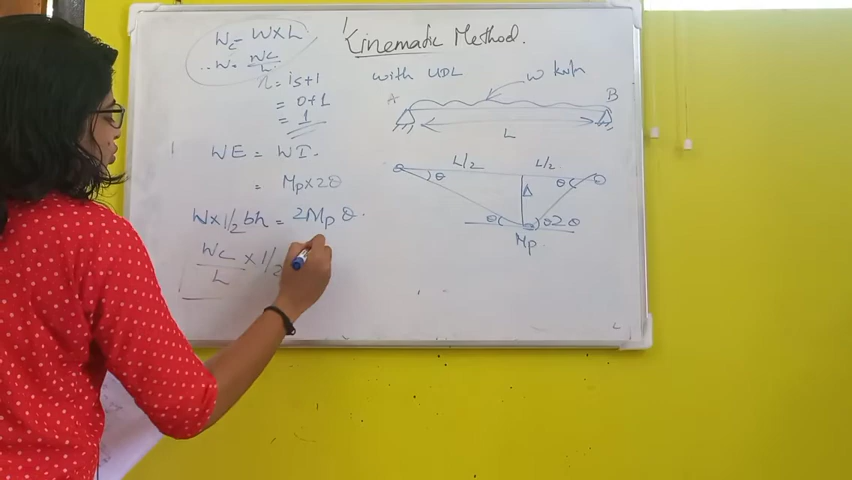 Kinematic Method.
Wc = W×L
∴ W = Wc/L
r = is+1
= 0+1
= 1
WE = WI.
= Mp×2θ
W×1/2 bh = 2Mpθ.
Wc/L × 1/2
with UDL
w kN/m
A
B
L
L/2
L/2
θ
θ
Δ
θ
θ
2θ
Mp.